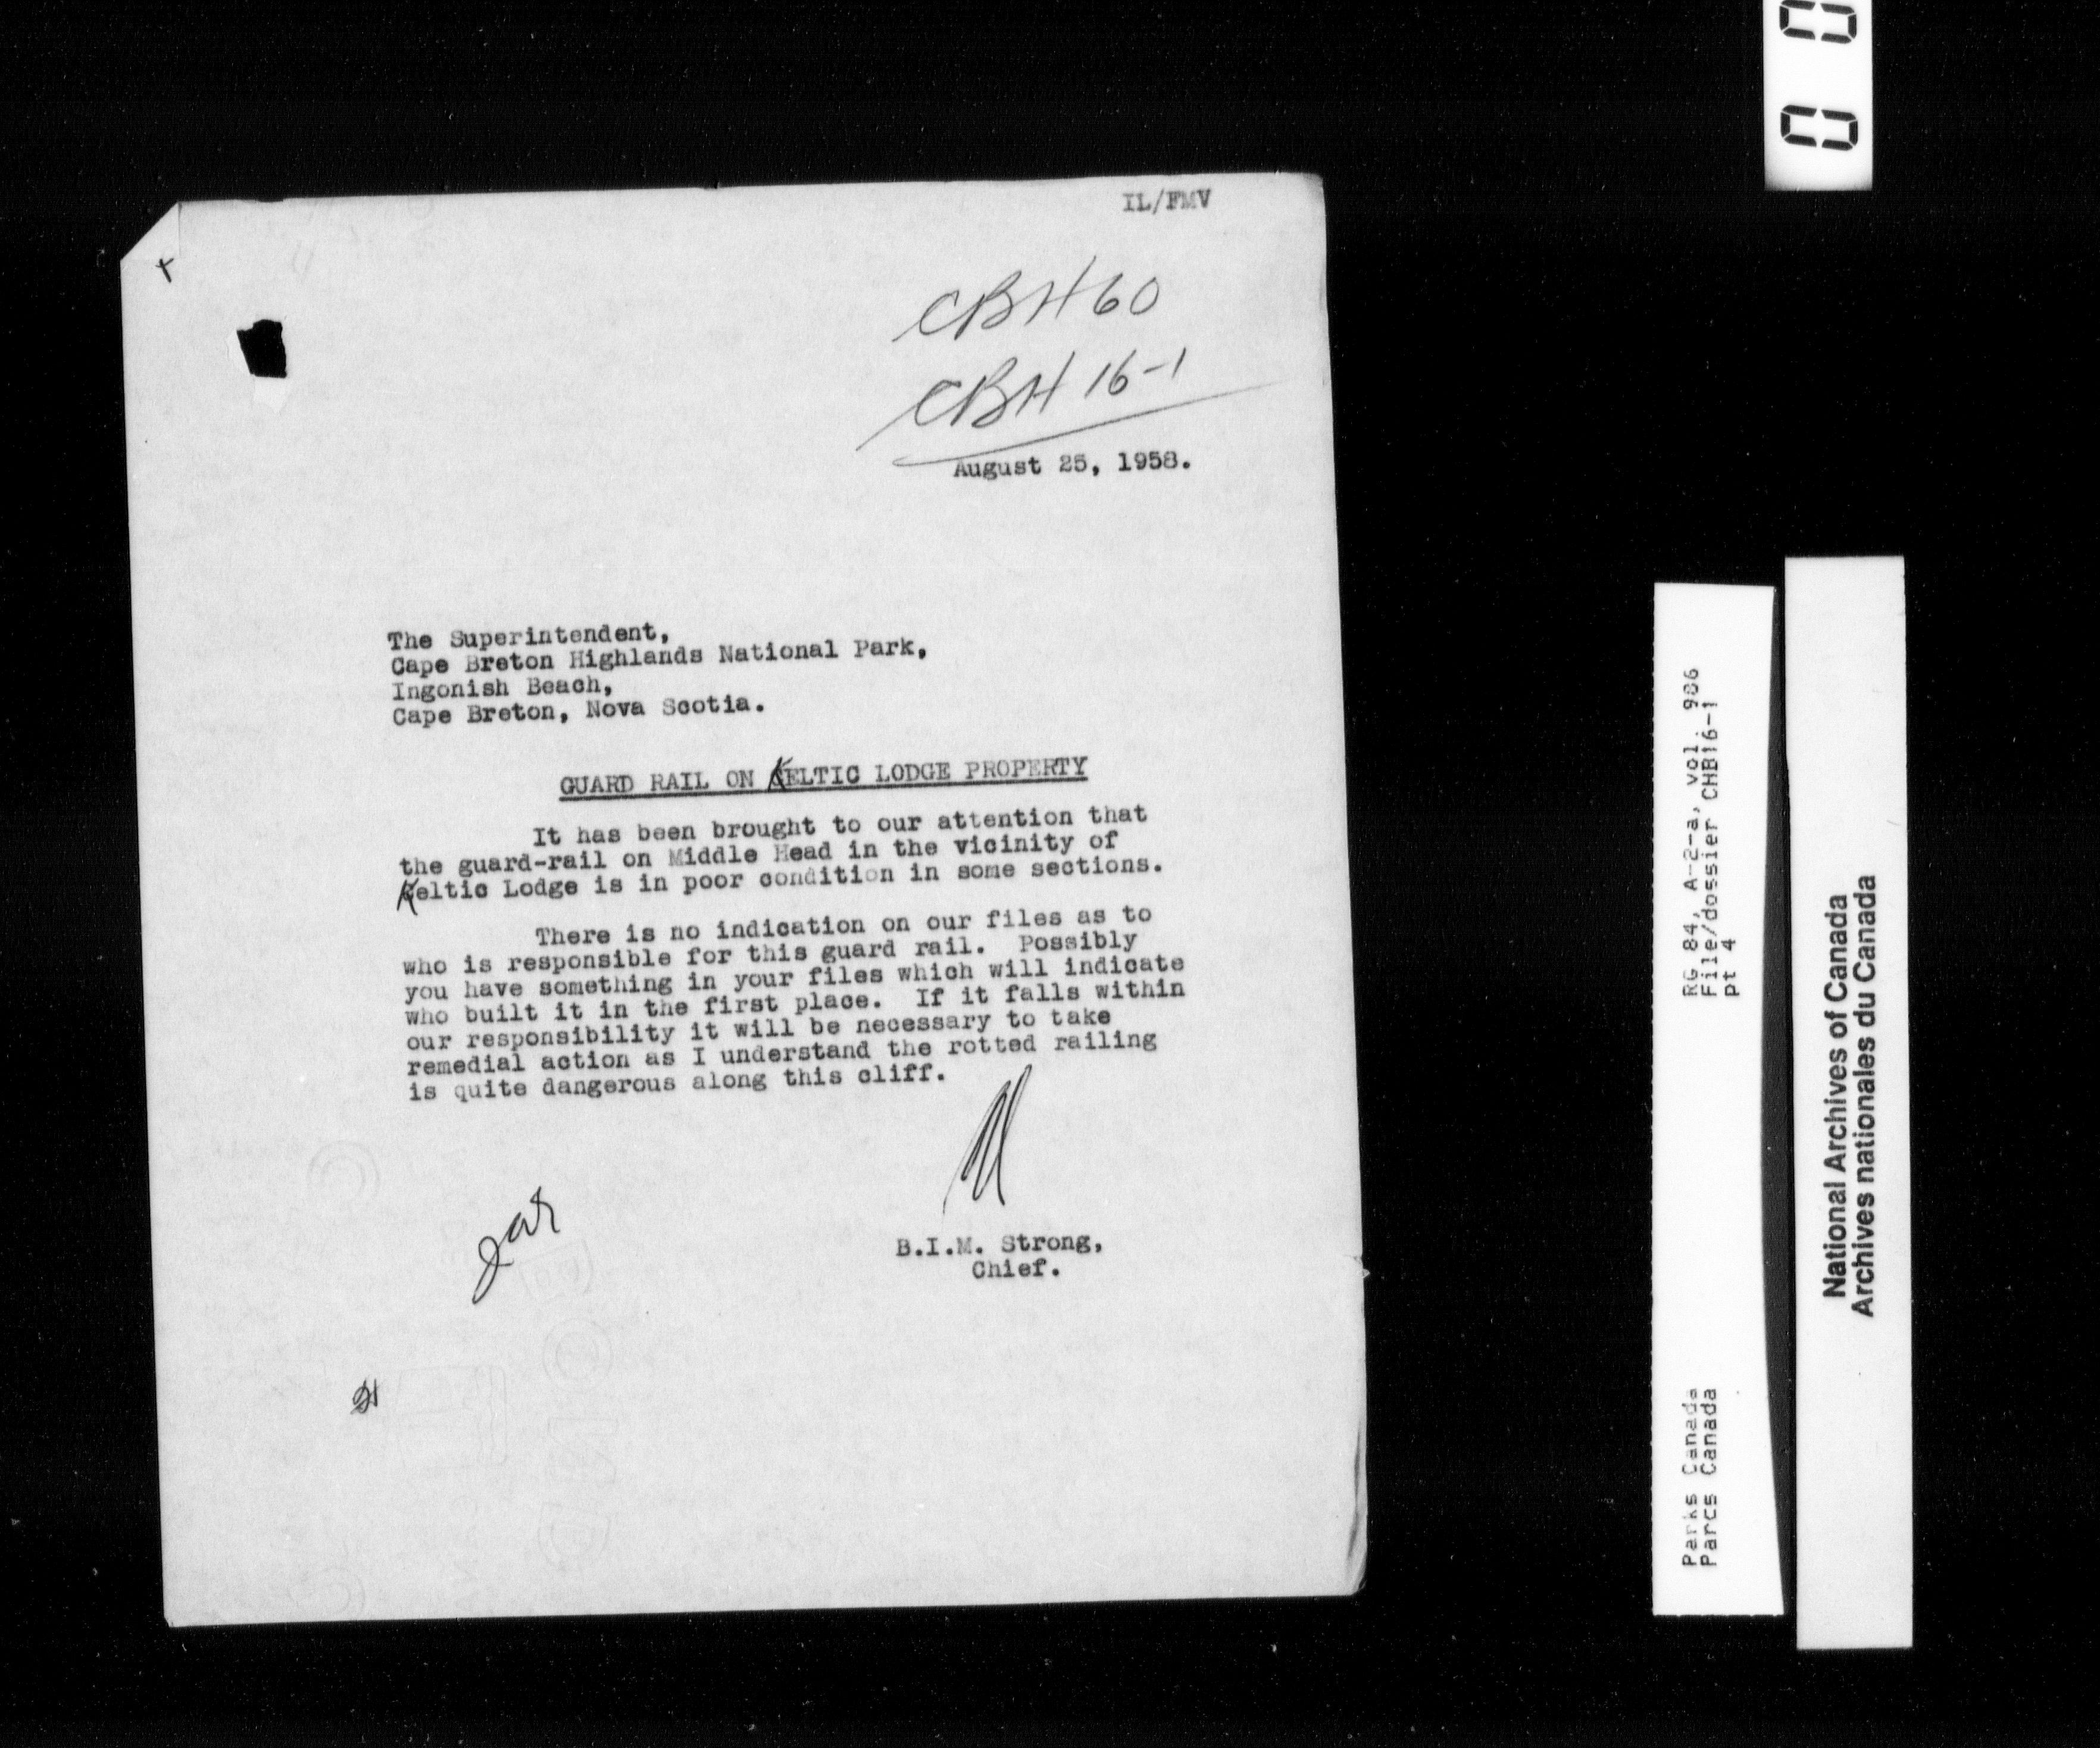 IL/FMV
CBH 60
CBH 16-1
August 25, 1958.
The Superintendent,
Cape Breton Highlands National Park,
Ingonish Beach,
Cape Breton, Nova Scotia.
GUARD RAIL ON KELTIC LODGE PROPERTY
It has been brought to our attention that
the guard-rail on Middle Head in the vicinity of
Keltic Lodge is in poor condition in some sections.
There is no indication on our files as to
who is responsible for this guard rail. Possibly
you have something in your files which will indicate
who built it in the first place. If it falls within
our responsibility it will be necessary to take
remedial action as I understand the rotted railing
is quite dangerous along this cliff.
B.I.M. Strong,
Chief.
0 0
RG 84, A-2-a, vol. 986
File/dossier CHB16-1
pt 4
Parks Canada
Parcs Canada
National Archives of Canada
Archives nationales du Canada